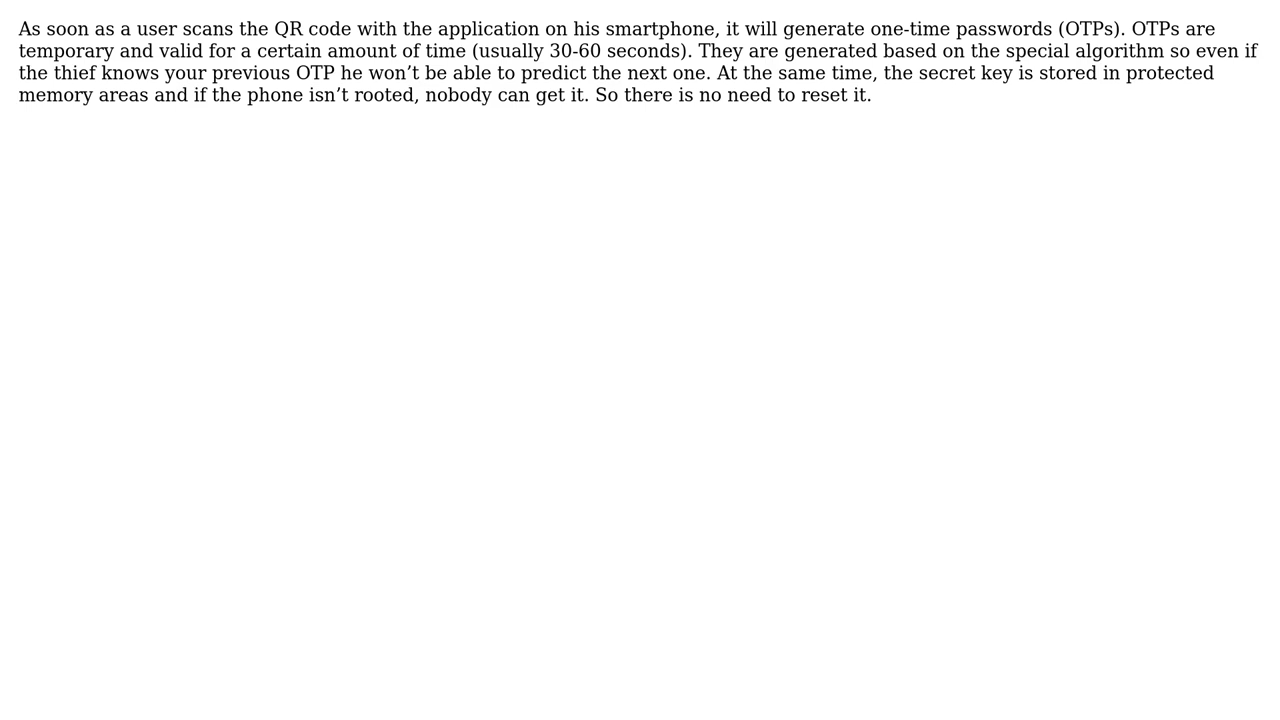 As soon as a user scans the QR code with the application on his smartphone, it will generate one-time passwords (OTPs). OTPs are
temporary and valid for a certain amount of time (usually 30-60 seconds). They are generated based on the special algorithm so even if
the thief knows your previous OTP he won’t be able to predict the next one. At the same time, the secret key is stored in protected
memory areas and if the phone isn’t rooted, nobody can get it. So there is no need to reset it.